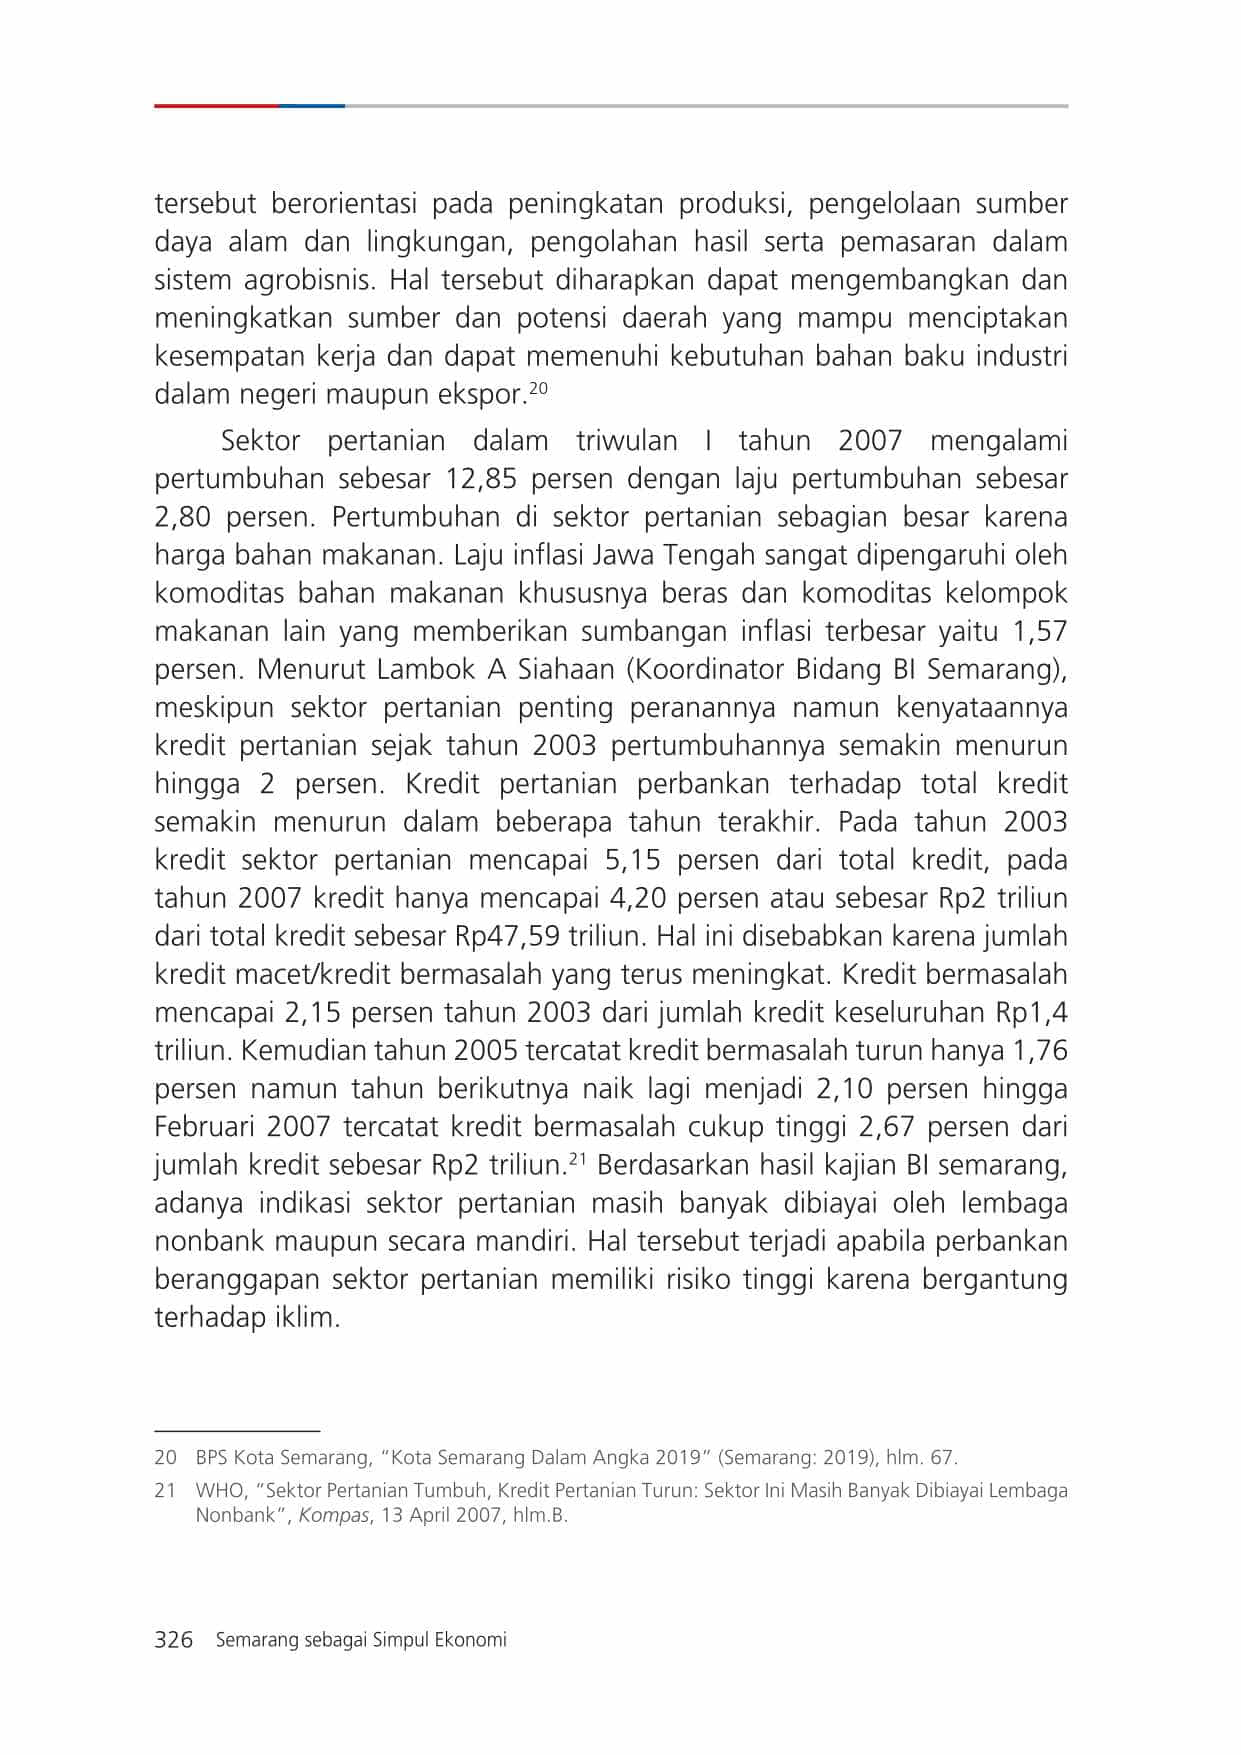 tersebut berorientasi pada peningkatan produksi, pengelolaan sumber
daya alam dan lingkungan, pengolahan hasil serta pemasaran dalam
sistem agrobisnis. Hal tersebut diharapkan dapat mengembangkan dan
meningkatkan sumber dan potensi daerah yang mampu menciptakan
kesempatan kerja dan dapat memenuhi kebutuhan bahan baku industri
dalam negeri maupun ekspor.20
Sektor pertanian dalam triwulan I tahun 2007 mengalami
pertumbuhan sebesar 12,85 persen dengan laju pertumbuhan sebesar
2,80 persen. Pertumbuhan di sektor pertanian sebagian besar karena
harga bahan makanan. Laju inflasi Jawa Tengah sangat dipengaruhi oleh
komoditas bahan makanan khususnya beras dan komoditas kelompok
makanan lain yang memberikan sumbangan inflasi terbesar yaitu 1,57
persen. Menurut Lambok A Siahaan (Koordinator Bidang BI Semarang),
meskipun sektor pertanian penting peranannya namun kenyataannya
kredit pertanian sejak tahun 2003 pertumbuhannya semakin menurun
hingga 2 persen. Kredit pertanian perbankan terhadap total kredit
semakin menurun dalam beberapa tahun terakhir. Pada tahun 2003
kredit sektor pertanian mencapai 5,15 persen dari total kredit, pada
tahun 2007 kredit hanya mencapai 4,20 persen atau sebesar Rp2 triliun
dari total kredit sebesar Rp47,59 triliun. Hal ini disebabkan karena jumlah
kredit macet/kredit bermasalah yang terus meningkat. Kredit bermasalah
mencapai 2,15 persen tahun 2003 dari jumlah kredit keseluruhan Rp1,4
triliun. Kemudian tahun 2005 tercatat kredit bermasalah turun hanya 1,76
persen namun tahun berikutnya naik lagi menjadi 2,10 persen hingga
Februari 2007 tercatat kredit bermasalah cukup tinggi 2,67 persen dari
jumlah kredit sebesar Rp2 triliun.21 Berdasarkan hasil kajian BI semarang,
adanya indikasi sektor pertanian masih banyak dibiayai oleh lembaga
nonbank maupun secara mandiri. Hal tersebut terjadi apabila perbankan
beranggapan sektor pertanian memiliki risiko tinggi karena bergantung
terhadap iklim.
20 BPS Kota Semarang, “Kota Semarang Dalam Angka 2019” (Semarang: 2019), hlm. 67.
21 WHO, “Sektor Pertanian Tumbuh, Kredit Pertanian Turun: Sektor Ini Masih Banyak Dibiayai Lembaga
Nonbank”, Kompas, 13 April 2007, hlm.B.
326 Semarang sebagai Simpul Ekonomi